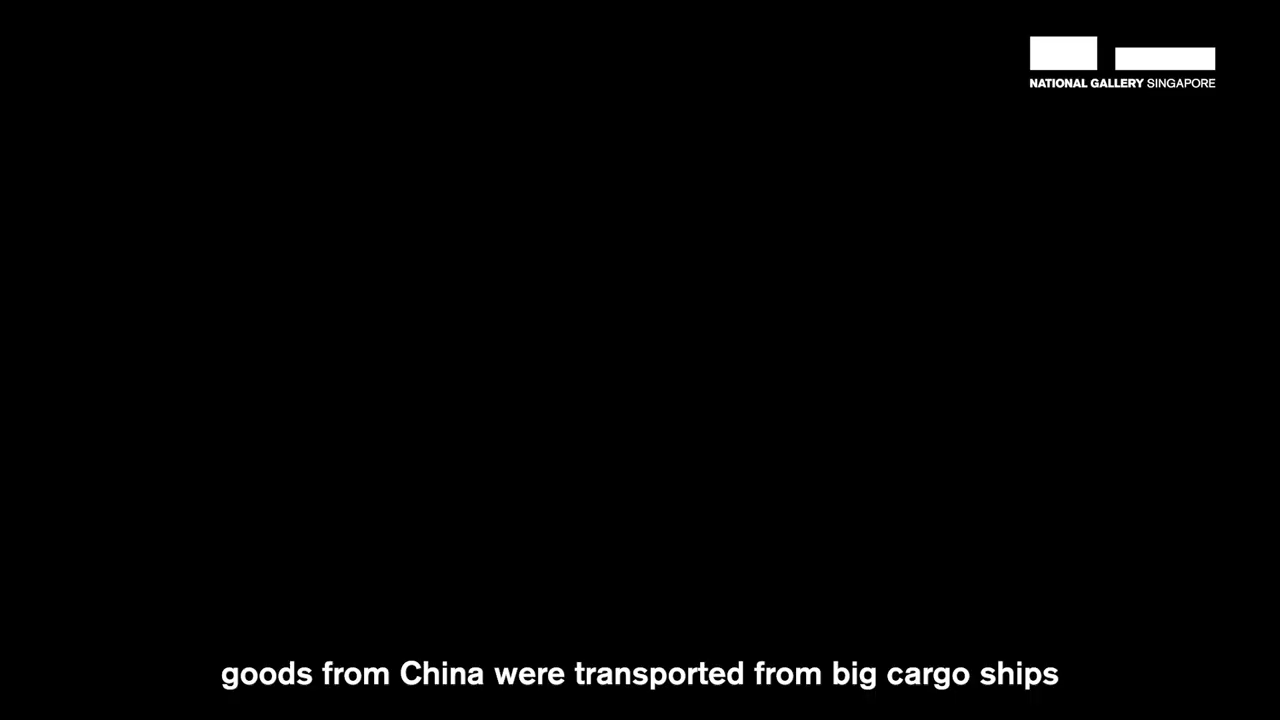 NATIONAL GALLERY SINGAPORE
goods from China were transported from big cargo ships